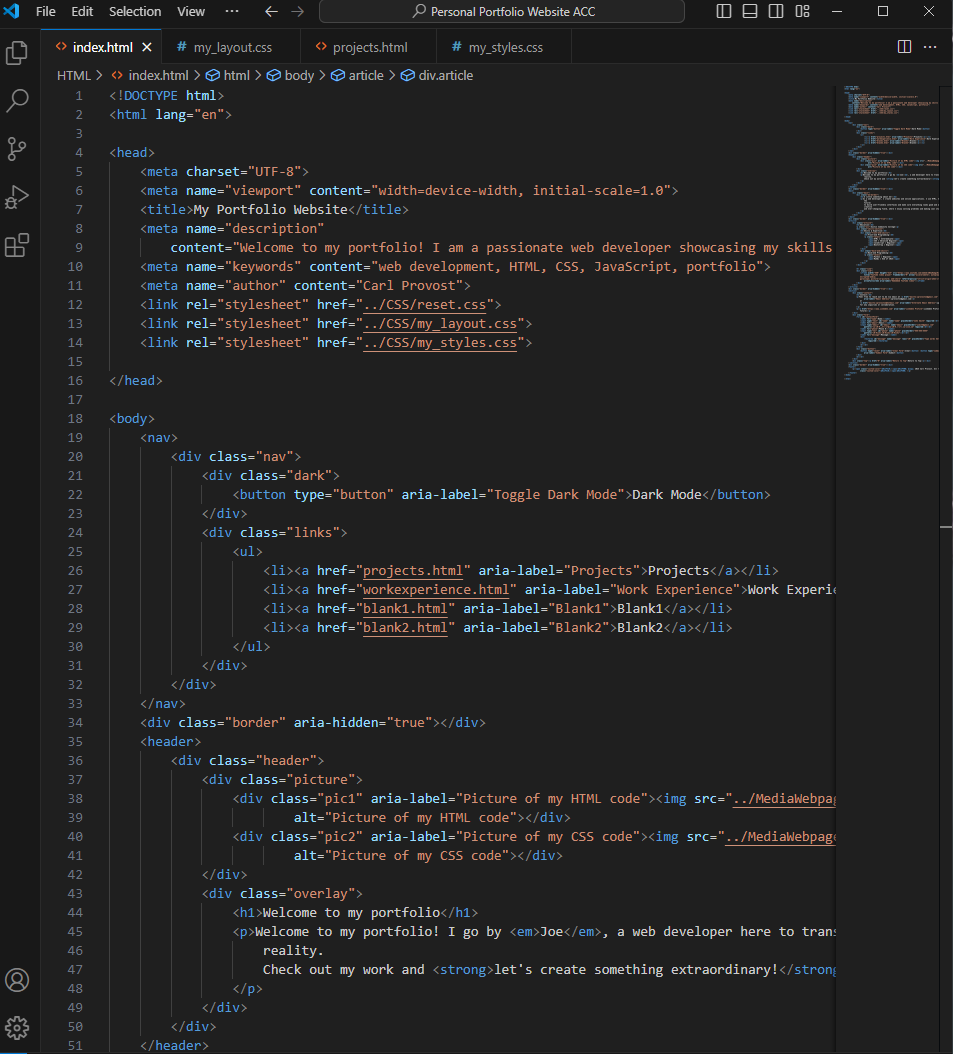 File Edit Selection View ··· Personal Portfolio Website ACC
index.html my_layout.css projects.html my_styles.css
HTML > index.html > html > body > article > div.article
1 <!DOCTYPE html>
2 <html lang="en">
3
4 <head>
5 <meta charset="UTF-8">
6 <meta name="viewport" content="width=device-width, initial-scale=1.0">
7 <title>My Portfolio Website</title>
8 <meta name="description"
9 content="Welcome to my portfolio! I am a passionate web developer showcasing my skills
10 <meta name="keywords" content="web development, HTML, CSS, JavaScript, portfolio">
11 <meta name="author" content="Carl Provost">
12 <link rel="stylesheet" href="../CSS/reset.css">
13 <link rel="stylesheet" href="../CSS/my_layout.css">
14 <link rel="stylesheet" href="../CSS/my_styles.css">
15
16 </head>
17
18 <body>
19 <nav>
20 <div class="nav">
21 <div class="dark">
22 <button type="button" aria-label="Toggle Dark Mode">Dark Mode</button>
23 </div>
24 <div class="links">
25 <ul>
26 <li><a href="projects.html" aria-label="Projects">Projects</a></li>
27 <li><a href="workexperience.html" aria-label="Work Experience">Work Experie
28 <li><a href="blank1.html" aria-label="Blank1">Blank1</a></li>
29 <li><a href="blank2.html" aria-label="Blank2">Blank2</a></li>
30 </ul>
31 </div>
32 </div>
33 </nav>
34 <div class="border" aria-hidden="true"></div>
35 <header>
36 <div class="header">
37 <div class="picture">
38 <div class="pic1" aria-label="Picture of my HTML code"><img src="../MediaWebpag
39 alt="Picture of my HTML code"></div>
40 <div class="pic2" aria-label="Picture of my CSS code"><img src="../MediaWebpage
41 alt="Picture of my CSS code"></div>
42 </div>
43 <div class="overlay">
44 <h1>Welcome to my portfolio</h1>
45 <p>Welcome to my portfolio! I go by <em>Joe</em>, a web developer here to trans
46 reality.
47 Check out my work and <strong>let's create something extraordinary!</strong
48 </p>
49 </div>
50 </div>
51 </header>